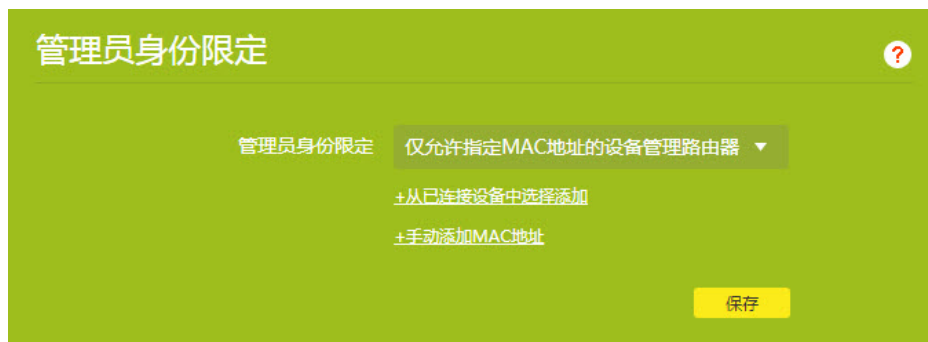 管理员身份限定
?
管理员身份限定 仅允许指定MAC地址的设备管理路由器
+从已连接设备中选择添加
+手动添加MAC地址
保存